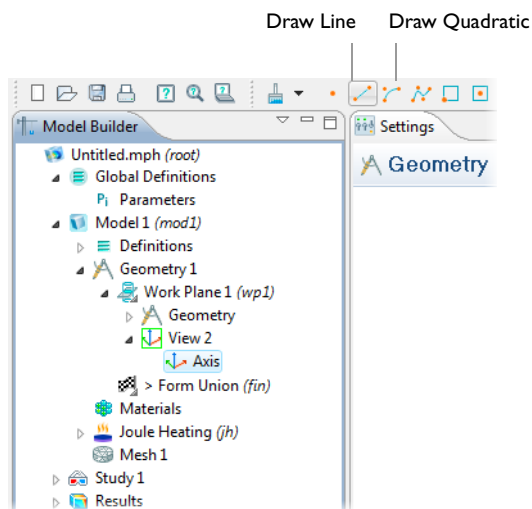 Draw Line Draw Quadratic
Model Builder
Settings
Geometry
Untitled.mph (root)
Global Definitions
Pi Parameters
Model 1 (mod1)
Definitions
Geometry 1
Work Plane 1 (wp1)
Geometry
View 2
Axis
> Form Union (fin)
Materials
Joule Heating (jh)
Mesh 1
Study 1
Results